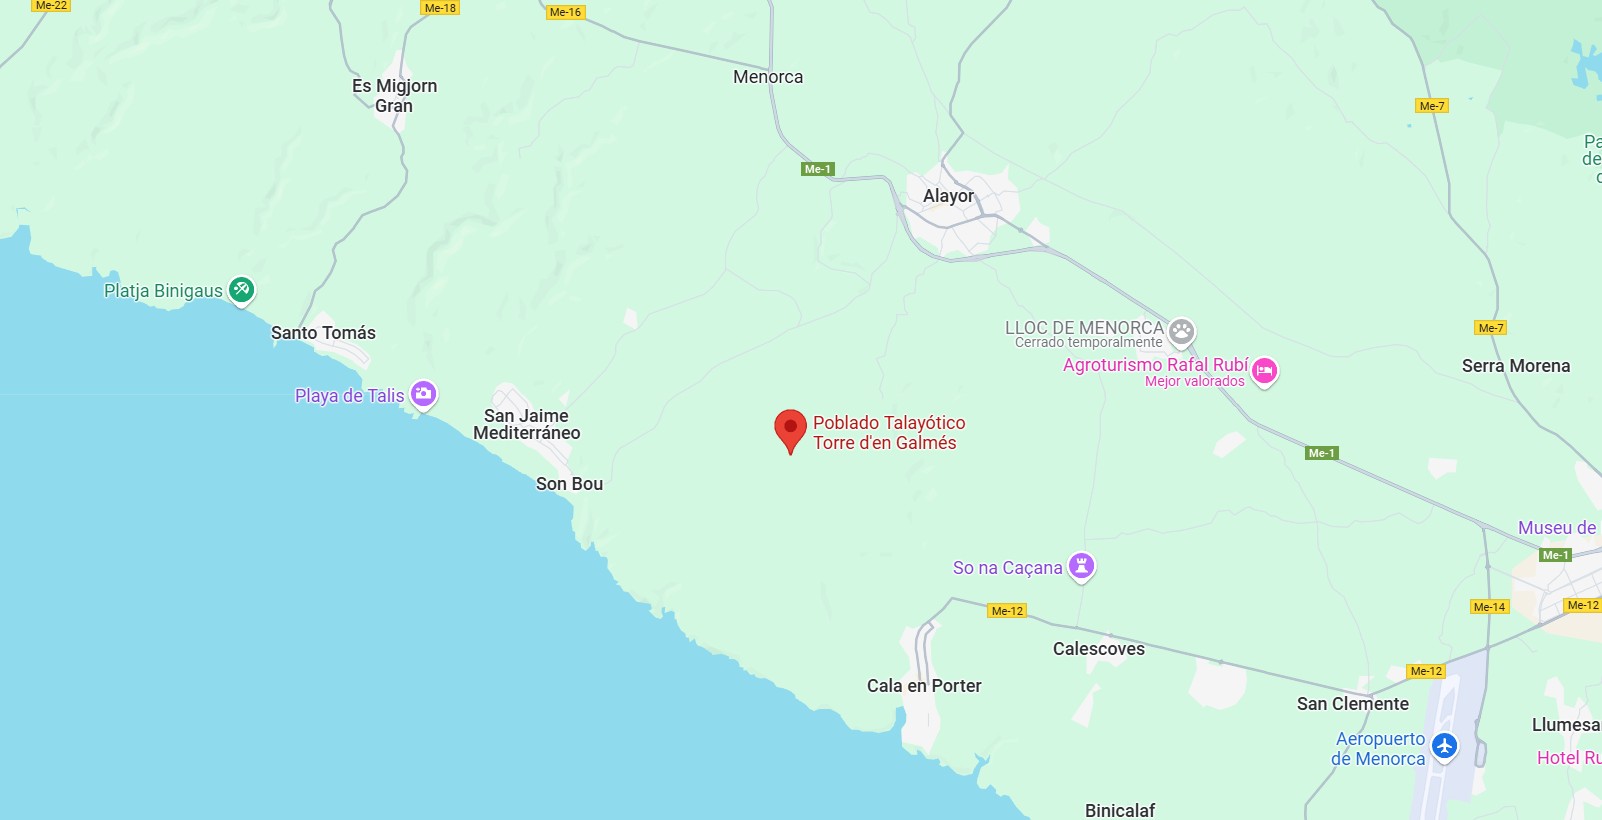 Me-22
Me-18
Me-16
Es Migjorn
Gran
Menorca
Me-7
Me-1
Alayor
Pa
de
Platja Binigaus
Santo Tomás
LLOC DE MENORCA
Cerrado temporalmente
Me-7
Agroturismo Rafal Rubí
Mejor valorados
Serra Morena
Playa de Talis
San Jaime
Mediterráneo
Poblado Talayótico
Torre d'en Galmés
Me-1
Son Bou
Museu de
Me-1
So na Caçana
Me-12
Me-14
Me-12
Calescoves
Me-12
Cala en Porter
San Clemente
Llumesa
Aeropuerto
de Menorca
Hotel Ru
Binicalaf